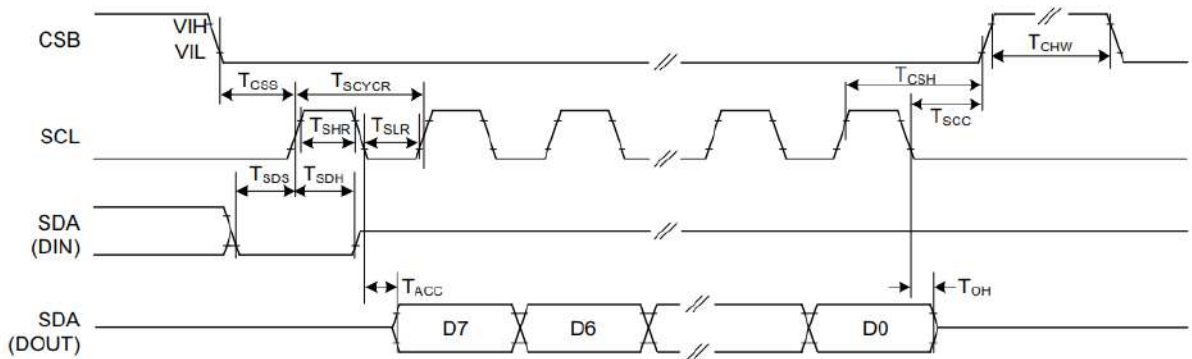 CSB
VIH
VIL
TCHW
TCSS
TSCYCR
TCSH
TSCC
SCL
TSHR
TSLR
TSDS
TSDH
SDA
(DIN)
TACC
TOH
SDA
(DOUT)
D7
D6
D0